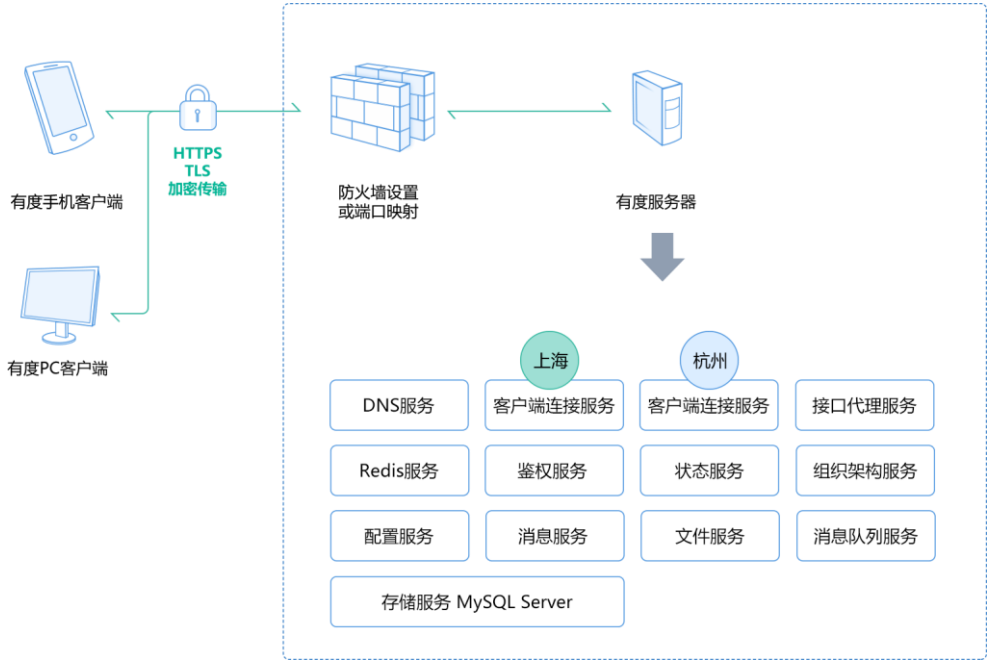 HTTPS
TLS
加密传输
有度手机客户端
防火墙设置
或端口映射
有度服务器
有度PC客户端
上海
杭州
DNS服务
客户端连接服务
客户端连接服务
接口代理服务
Redis服务
鉴权服务
状态服务
组织架构服务
配置服务
消息服务
文件服务
消息队列服务
存储服务 MySQL Server